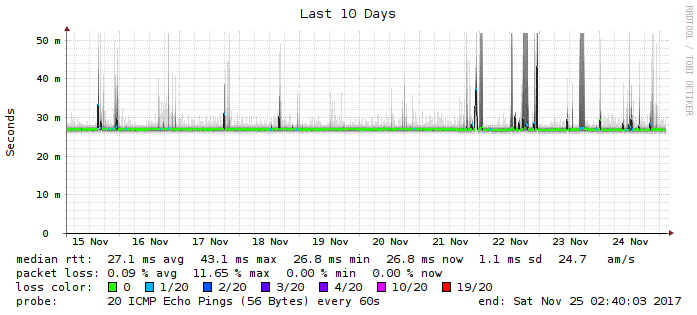 Last 10 Days
RRDTOOL / TOBI OETIKER
Seconds
50 m
40 m
30 m
20 m
10 m
0
15 Nov 16 Nov 17 Nov 18 Nov 19 Nov 20 Nov 21 Nov 22 Nov 23 Nov 24 Nov
median rtt: 27.1 ms avg 43.1 ms max 26.8 ms min 26.8 ms now 1.1 ms sd 24.7 am/s
packet loss: 0.09 % avg 11.65 % max 0.00 % min 0.00 % now
loss color: 0 1/20 2/20 3/20 4/20 10/20 19/20
probe: 20 ICMP Echo Pings (56 Bytes) every 60s end: Sat Nov 25 02:40:03 2017